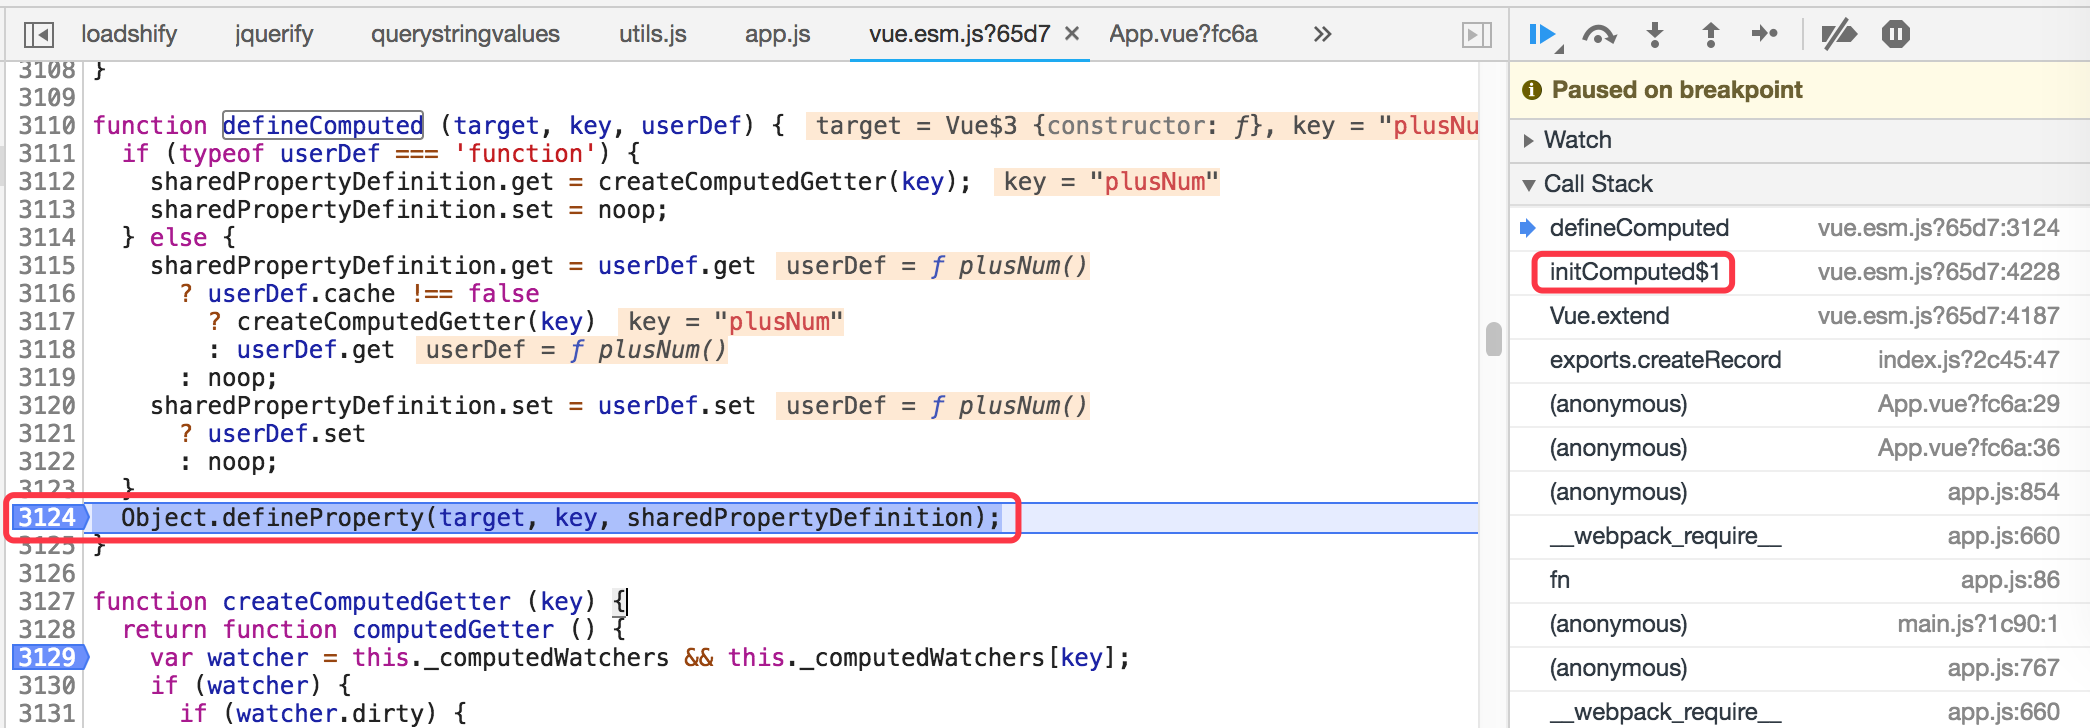 loadshify jquerify querystringvalues utils.js app.js vue.esm.js?65d7 × App.vue?fc6a »
3108 }
3109
3110 function defineComputed (target, key, userDef) { target = Vue$3 {constructor: ƒ}, key = "plusNu
3111 if (typeof userDef === 'function') {
3112 sharedPropertyDefinition.get = createComputedGetter(key); key = "plusNum"
3113 sharedPropertyDefinition.set = noop;
3114 } else {
3115 sharedPropertyDefinition.get = userDef.get userDef = ƒ plusNum()
3116 ? userDef.cache !== false
3117 ? createComputedGetter(key) key = "plusNum"
3118 : userDef.get userDef = ƒ plusNum()
3119 : noop;
3120 sharedPropertyDefinition.set = userDef.set userDef = ƒ plusNum()
3121 ? userDef.set
3122 : noop;
3123 }
3124 Object.defineProperty(target, key, sharedPropertyDefinition);
3125 }
3126
3127 function createComputedGetter (key) {
3128 return function computedGetter () {
3129 var watcher = this._computedWatchers && this._computedWatchers[key];
3130 if (watcher) {
3131 if (watcher.dirty) {
Paused on breakpoint
Watch
Call Stack
defineComputed vue.esm.js?65d7:3124
initComputed$1 vue.esm.js?65d7:4228
Vue.extend vue.esm.js?65d7:4187
exports.createRecord index.js?2c45:47
(anonymous) App.vue?fc6a:29
(anonymous) App.vue?fc6a:36
(anonymous) app.js:854
__webpack_require__ app.js:660
fn app.js:86
(anonymous) main.js?1c90:1
(anonymous) app.js:767
__webpack_require__ app.js:660